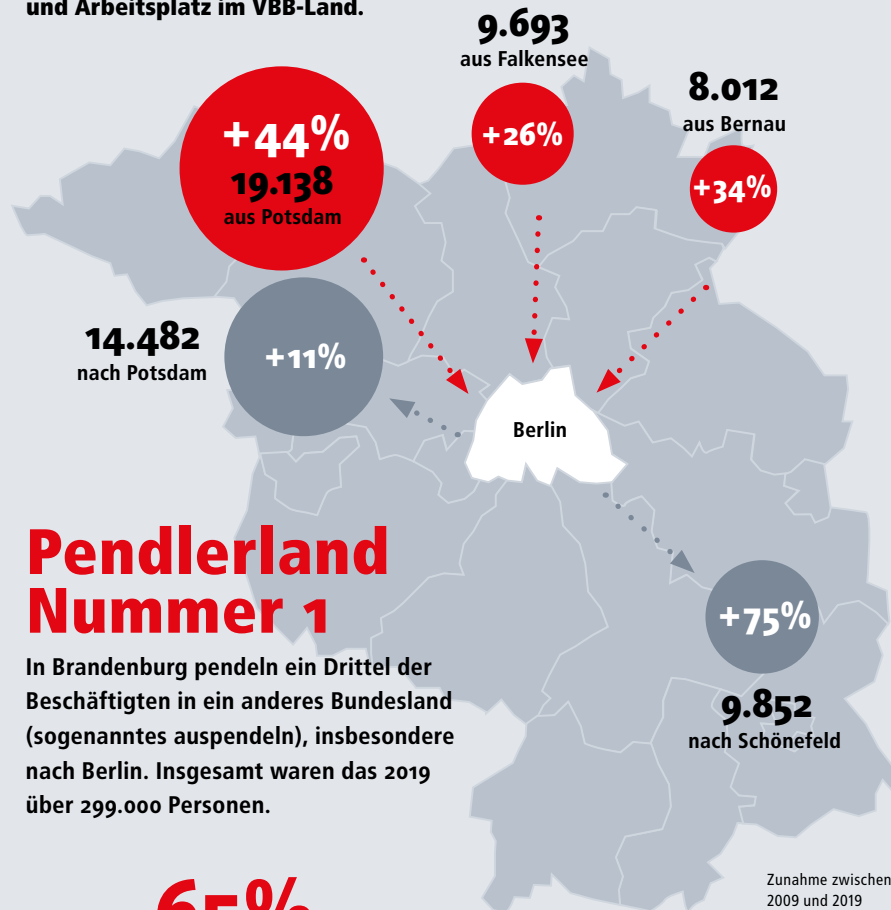 und Arbeitsplatz im VBB-Land.
9.693
aus Falkensee
+26%
8.012
aus Bernau
+34%
+44%
19.138
aus Potsdam
14.482
nach Potsdam
+11%
Berlin
Pendlerland
Nummer 1
In Brandenburg pendeln ein Drittel der
Beschäftigten in ein anderes Bundesland
(sogenanntes auspendeln), insbesondere
nach Berlin. Insgesamt waren das 2019
über 299.000 Personen.
+75%
9.852
nach Schönefeld
65%
Zunahme zwischen
2009 und 2019